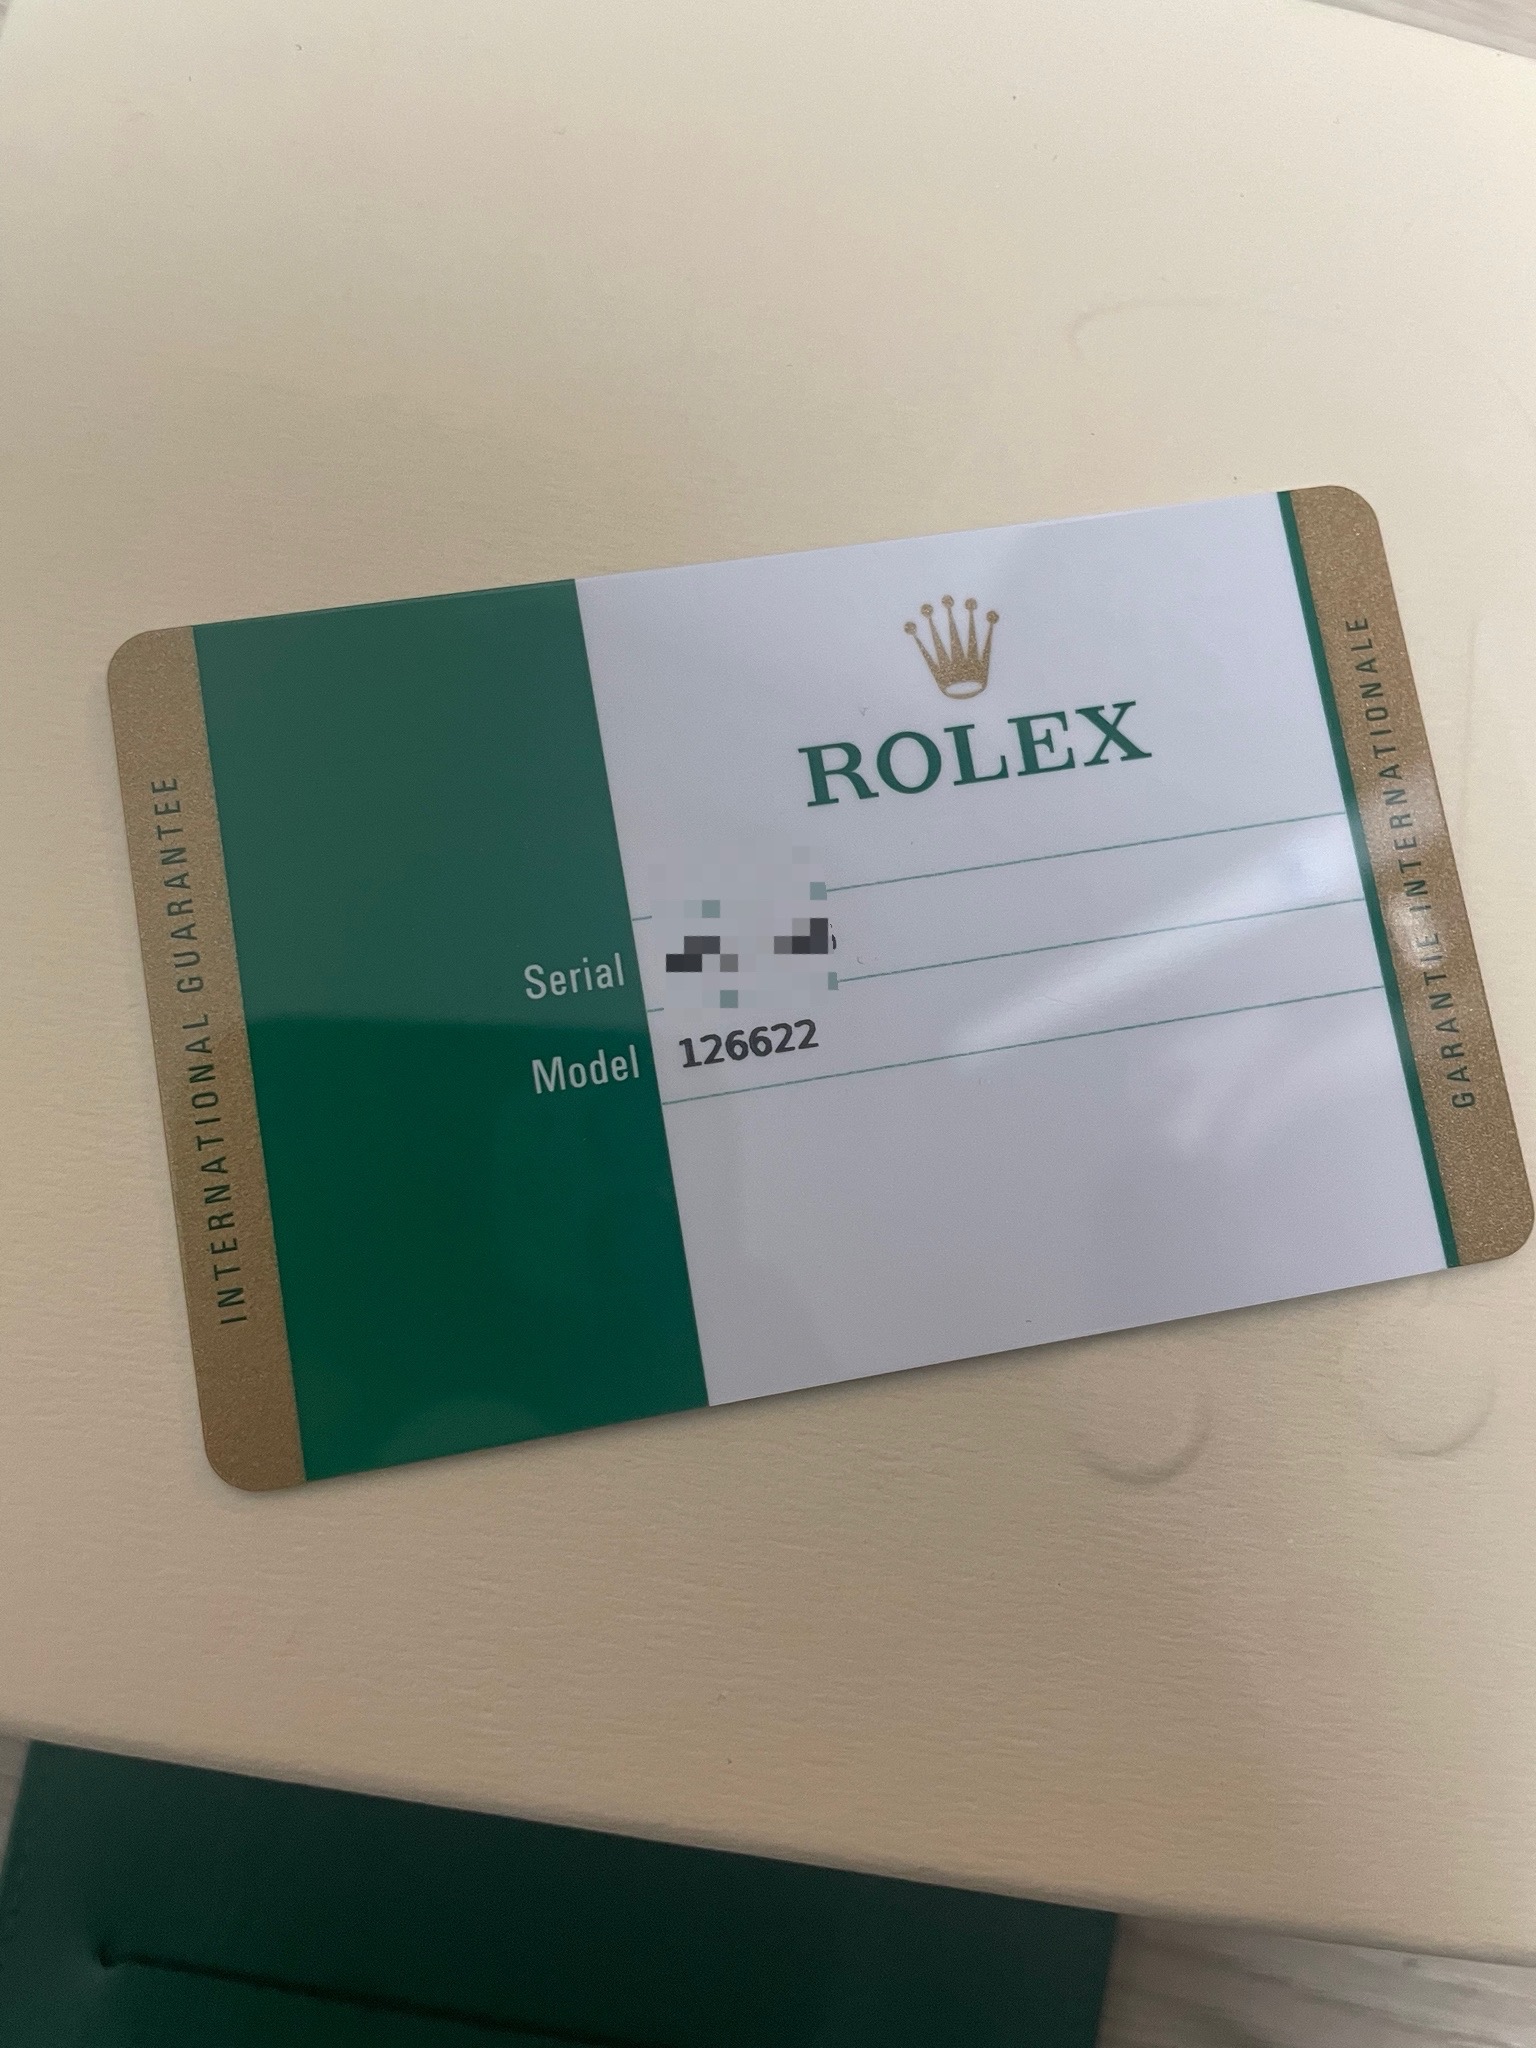 INTERNATIONAL GUARANTEE
ROLEX
Serial
Model 126622
GARANTIE INTERNATIONALE